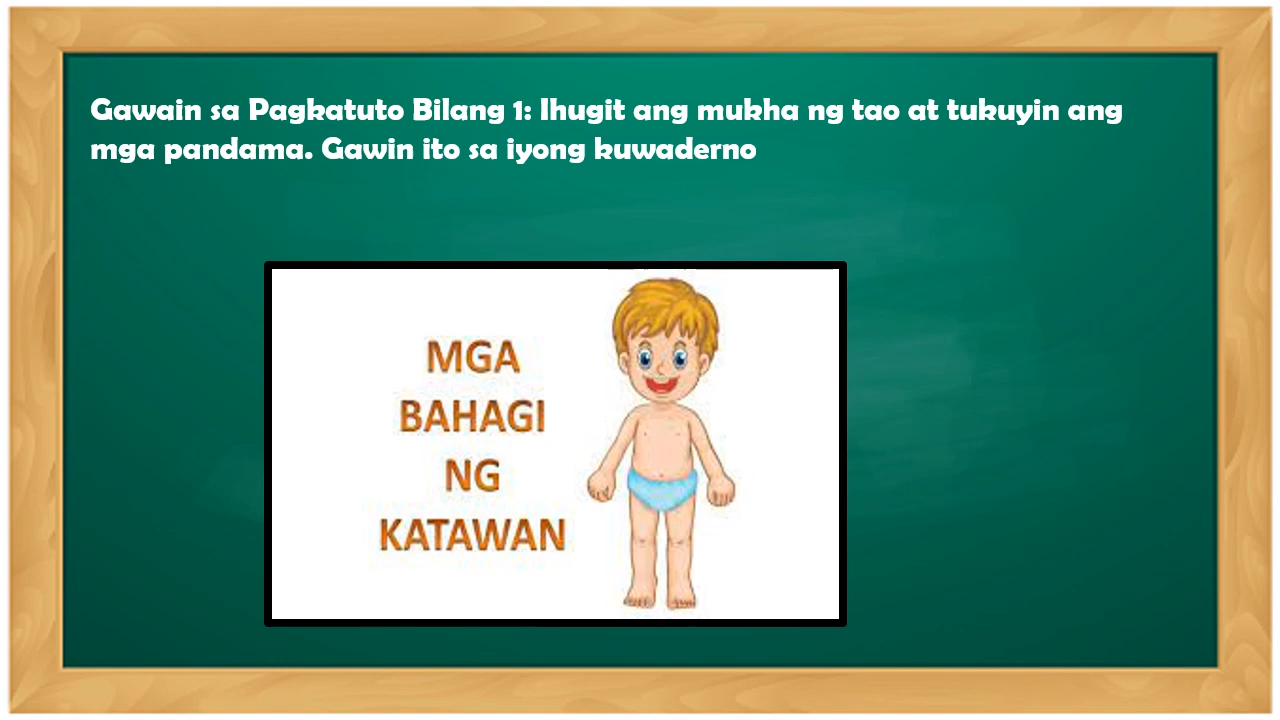 Gawain sa Pagkatuto Bilang 1: Ihugit ang mukha ng tao at tukuyin ang
mga pandama. Gawin ito sa iyong kuwaderno
MGA
BAHAGI
NG
KATAWAN